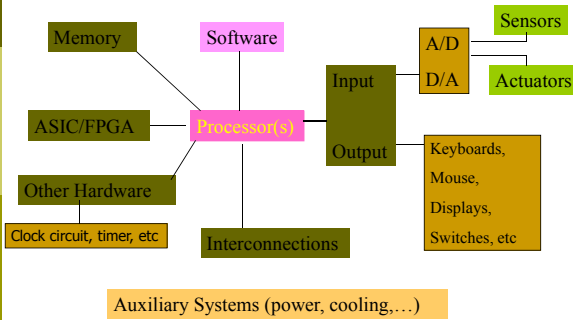 Sensors
Memory
Software
A/D
Input
D/A
Actuators
ASIC/FPGA
Processor(s)
Output
Keyboards,
Mouse,
Displays,
Switches, etc
Other Hardware
Clock circuit, timer, etc
Interconnections
Auxiliary Systems (power, cooling,…)